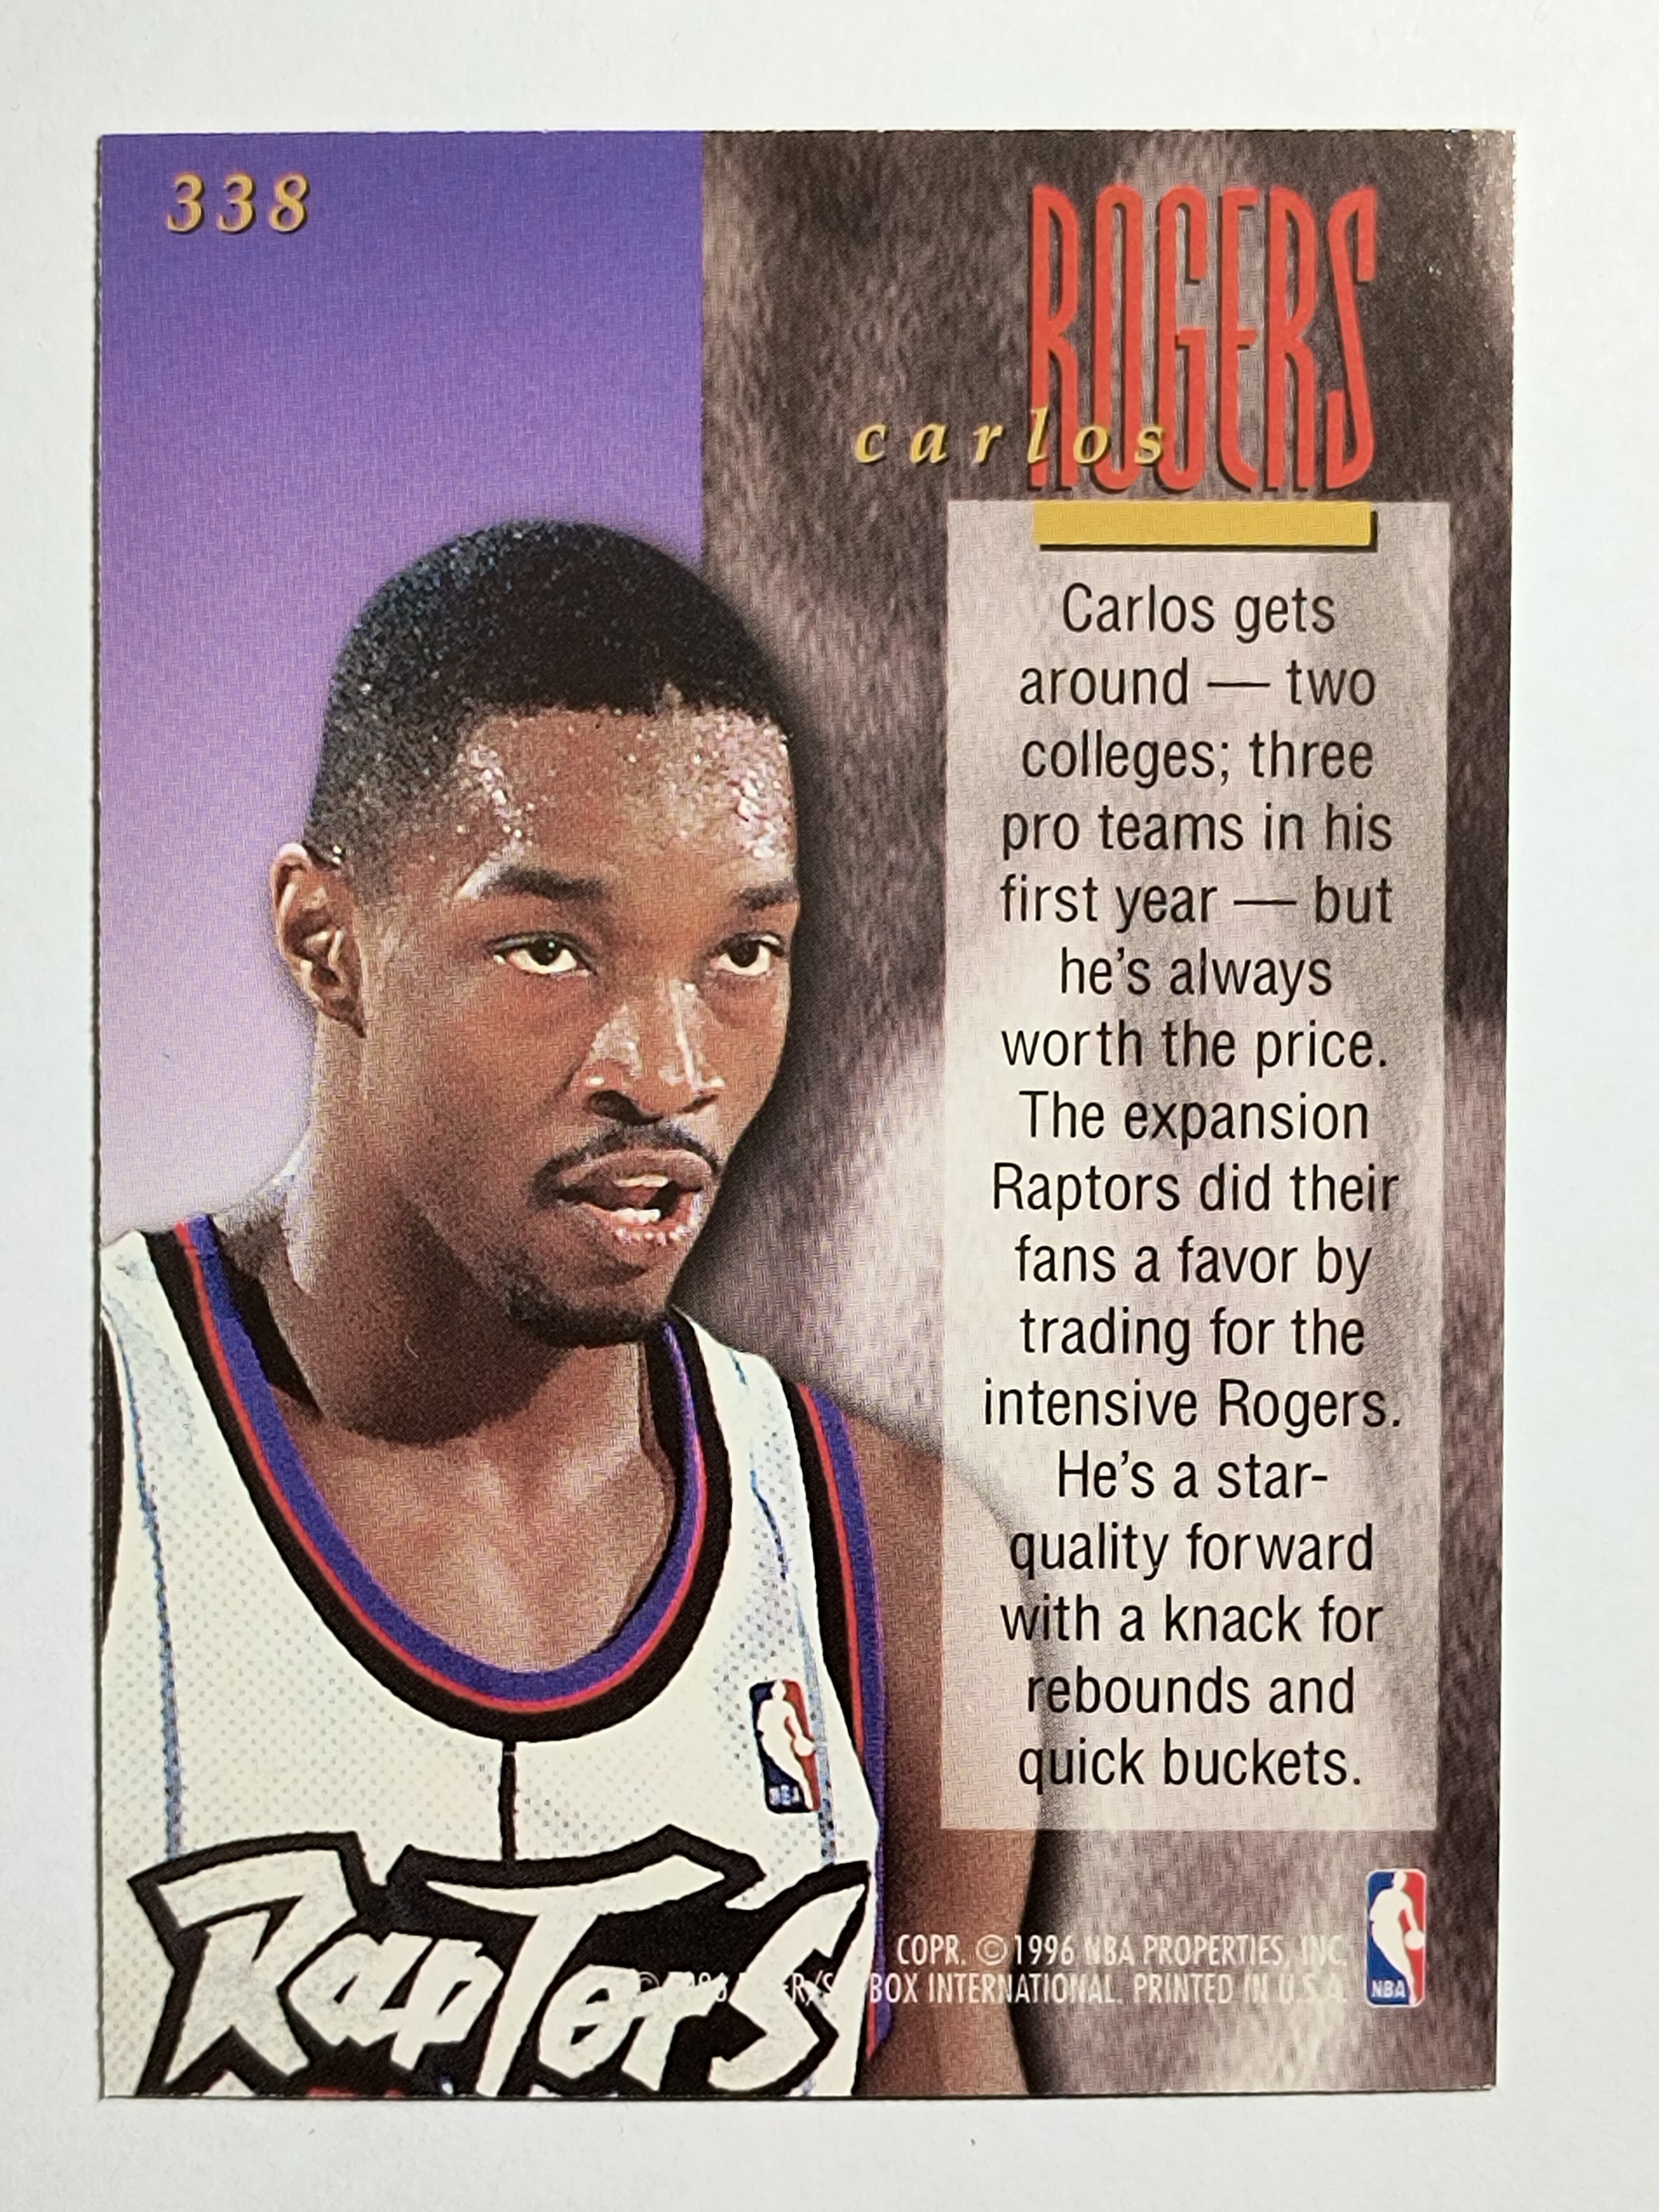 338
ROGERS
carlos
Carlos gets
around — two
colleges; three
pro teams in his
first year — but
he's always
worth the price.
The expansion
Raptors did their
fans a favor by
trading for the
intensive Rogers.
He's a star-
quality forward
with a knack for
rebounds and
quick buckets.
NBA
RAPTORS
COPR. © 1996 NBA PROPERTIES, INC.
BOX INTERNATIONAL. PRINTED IN U.S.A.
NBA